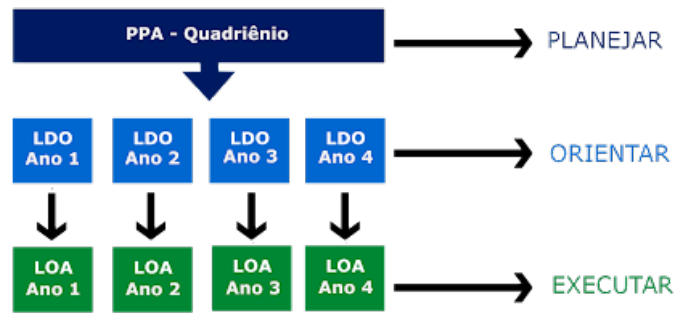 PPA - Quadriênio
PLANEJAR
LDO
Ano 1
LDO
Ano 2
LDO
Ano 3
LDO
Ano 4
ORIENTAR
LOA
Ano 1
LOA
Ano 2
LOA
Ano 3
LOA
Ano 4
EXECUTAR